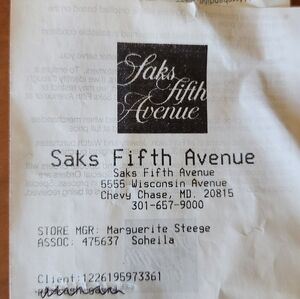 Saks
fifth
Avenue
Saks Fifth Avenue
Saks Fifth Avenue
5555 Wisconsin Avenue
Chevy Chase, MD. 20815
301-657-9000
STORE MGR: Marguerite Steege
ASSOC: 475637 Soheila
Client:1226195973361